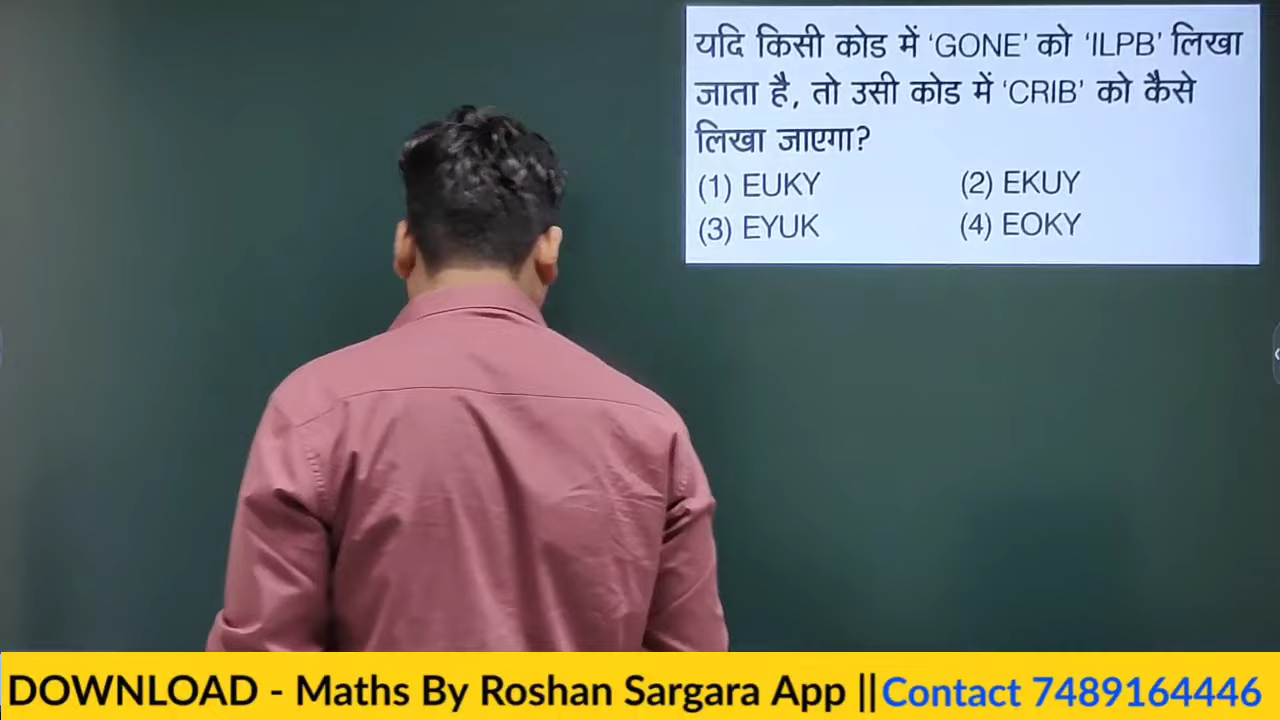 यदि किसी कोड में ‘GONE’ को ‘ILPB’ लिखा
जाता है, तो उसी कोड में ‘CRIB’ को कैसे
लिखा जाएगा?
(1) EUKY (2) EKUY
(3) EYUK (4) EOKY
DOWNLOAD - Maths By Roshan Sargara App || Contact 7489164446